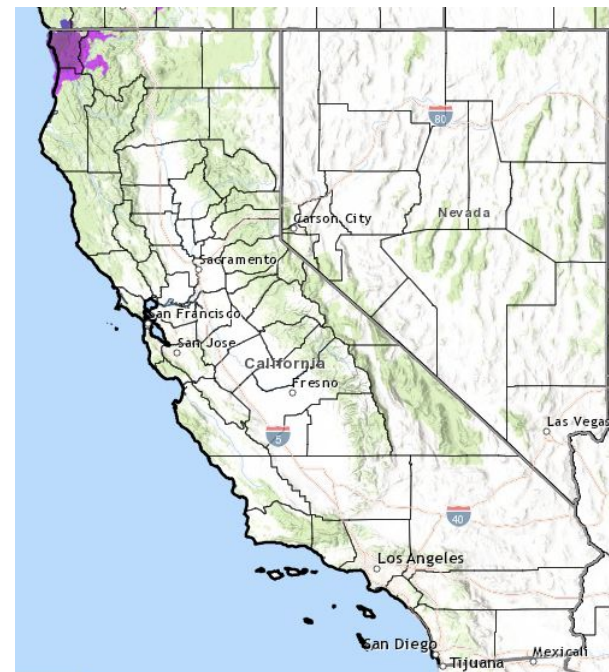 80
Nevada
Carson City
Sacramento
San Francisco
San Jose
California
Fresno
Las Vegas
5
40
Los Angeles
San Diego
Mexicali
Tijuana